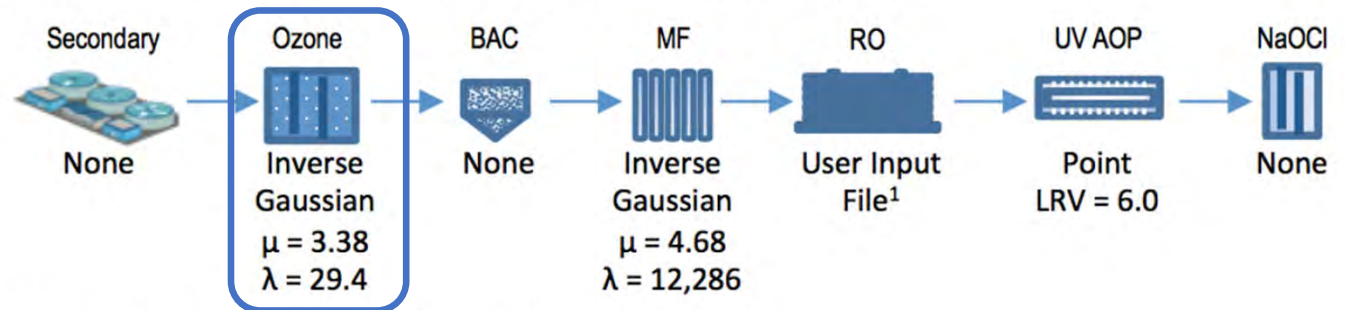 Secondary
Ozone
BAC
MF
RO
UV AOP
NaOCl
None
Inverse
Gaussian
μ = 3.38
λ = 29.4
None
Inverse
Gaussian
μ = 4.68
λ = 12,286
User Input
File¹
Point
LRV = 6.0
None